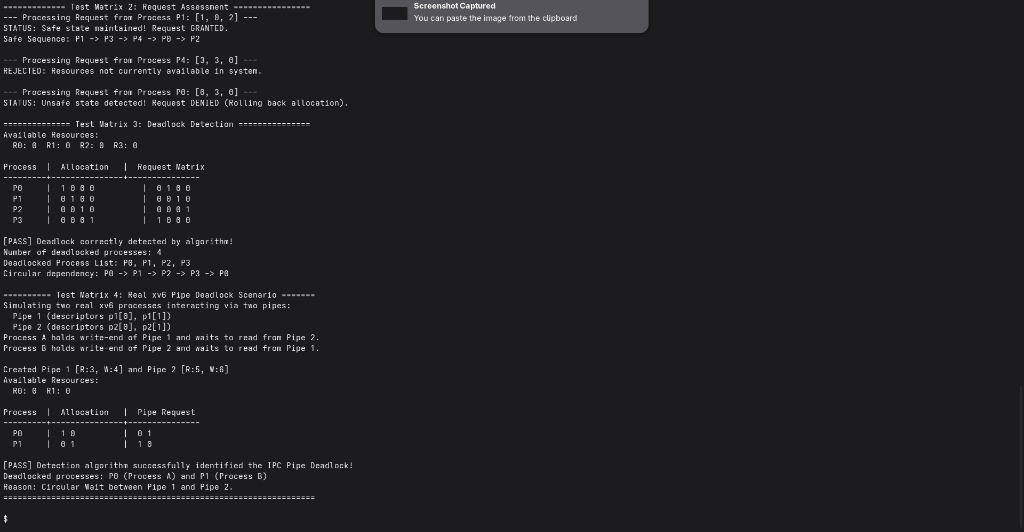 ============= Test Matrix 2: Request Assessment ================
--- Processing Request from Process P1: [1, 0, 2] ---
STATUS: Safe state maintained! Request GRANTED.
Safe Sequence: P1 -> P3 -> P4 -> P0 -> P2
--- Processing Request from Process P4: [3, 3, 0] ---
REJECTED: Resources not currently available in system.
--- Processing Request from Process P0: [0, 3, 0] ---
STATUS: Unsafe state detected! Request DENIED (Rolling back allocation).
============== Test Matrix 3: Deadlock Detection ===============
Available Resources:
R0: 0 R1: 0 R2: 0 R3: 0
Process | Allocation | Request Matrix
---------+---------------+---------------
P0 | 1 0 0 0 | 0 1 0 0
P1 | 0 1 0 0 | 0 0 1 0
P2 | 0 0 1 0 | 0 0 0 1
P3 | 0 0 0 1 | 1 0 0 0
[PASS] Deadlock correctly detected by algorithm!
Number of deadlocked processes: 4
Deadlocked Process List: P0, P1, P2, P3
Circular dependency: P0 -> P1 -> P2 -> P3 -> P0
========== Test Matrix 4: Real xv6 Pipe Deadlock Scenario =======
Simulating two real xv6 processes interacting via two pipes:
Pipe 1 (descriptors p1[0], p1[1])
Pipe 2 (descriptors p2[0], p2[1])
Process A holds write-end of Pipe 1 and waits to read from Pipe 2.
Process B holds write-end of Pipe 2 and waits to read from Pipe 1.
Created Pipe 1 [R:3, W:4] and Pipe 2 [R:5, W:6]
Available Resources:
R0: 0 R1: 0
Process | Allocation | Pipe Request
---------+---------------+---------------
P0 | 1 0 | 0 1
P1 | 0 1 | 1 0
[PASS] Detection algorithm successfully identified the IPC Pipe Deadlock!
Deadlocked processes: P0 (Process A) and P1 (Process B)
Reason: Circular Wait between Pipe 1 and Pipe 2.
=================================================================
$
Screenshot Captured
You can paste the image from the clipboard